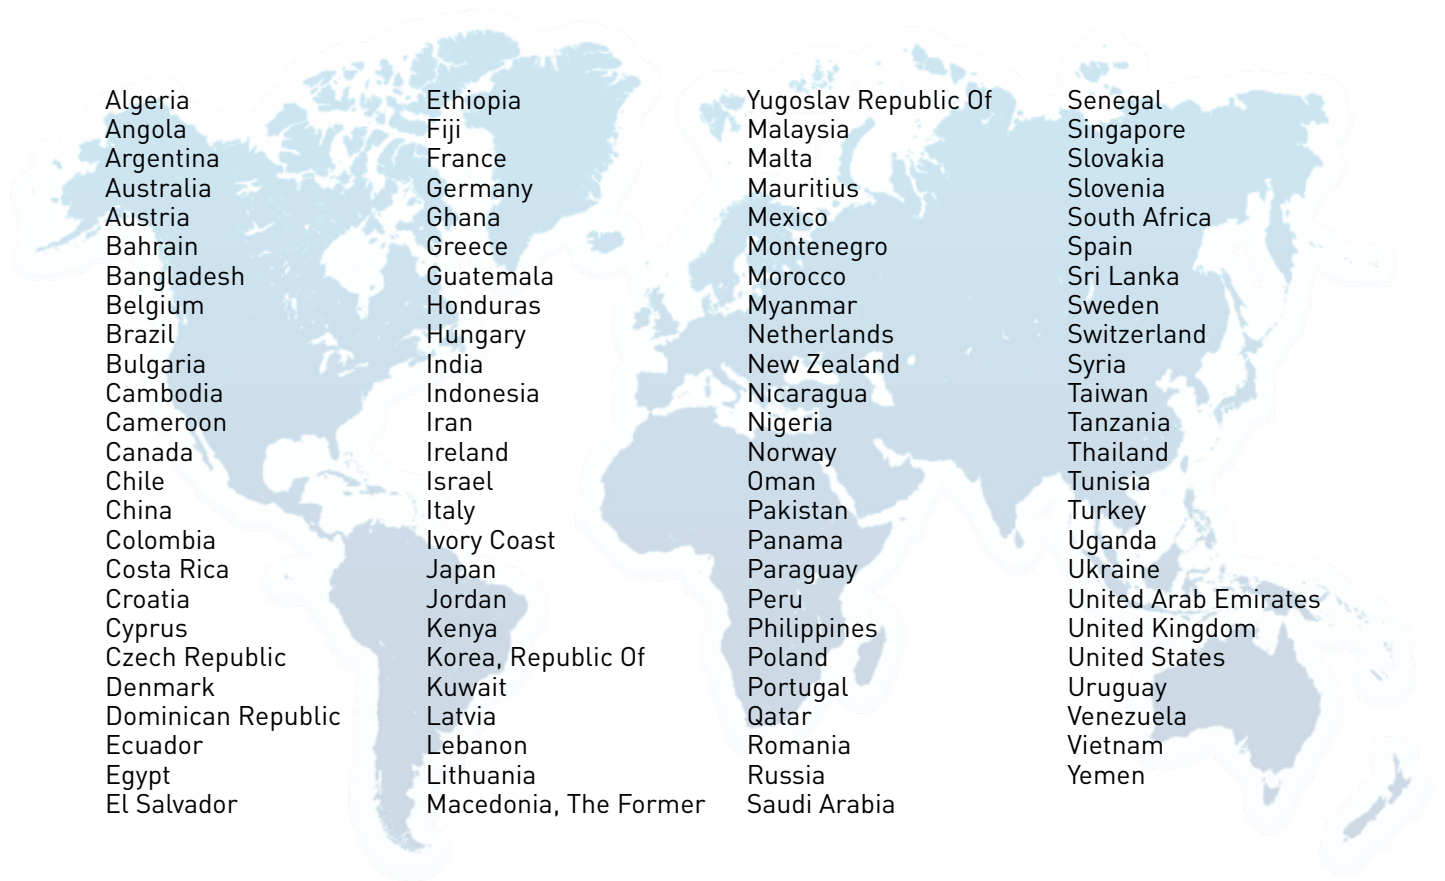 Algeria
Angola
Argentina
Australia
Austria
Bahrain
Bangladesh
Belgium
Brazil
Bulgaria
Cambodia
Cameroon
Canada
Chile
China
Colombia
Costa Rica
Croatia
Cyprus
Czech Republic
Denmark
Dominican Republic
Ecuador
Egypt
El Salvador
Ethiopia
Fiji
France
Germany
Ghana
Greece
Guatemala
Honduras
Hungary
India
Indonesia
Iran
Ireland
Israel
Italy
Ivory Coast
Japan
Jordan
Kenya
Korea, Republic Of
Kuwait
Latvia
Lebanon
Lithuania
Macedonia, The Former
Yugoslav Republic Of
Malaysia
Malta
Mauritius
Mexico
Montenegro
Morocco
Myanmar
Netherlands
New Zealand
Nicaragua
Nigeria
Norway
Oman
Pakistan
Panama
Paraguay
Peru
Philippines
Poland
Portugal
Qatar
Romania
Russia
Saudi Arabia
Senegal
Singapore
Slovakia
Slovenia
South Africa
Spain
Sri Lanka
Sweden
Switzerland
Syria
Taiwan
Tanzania
Thailand
Tunisia
Turkey
Uganda
Ukraine
United Arab Emirates
United Kingdom
United States
Uruguay
Venezuela
Vietnam
Yemen